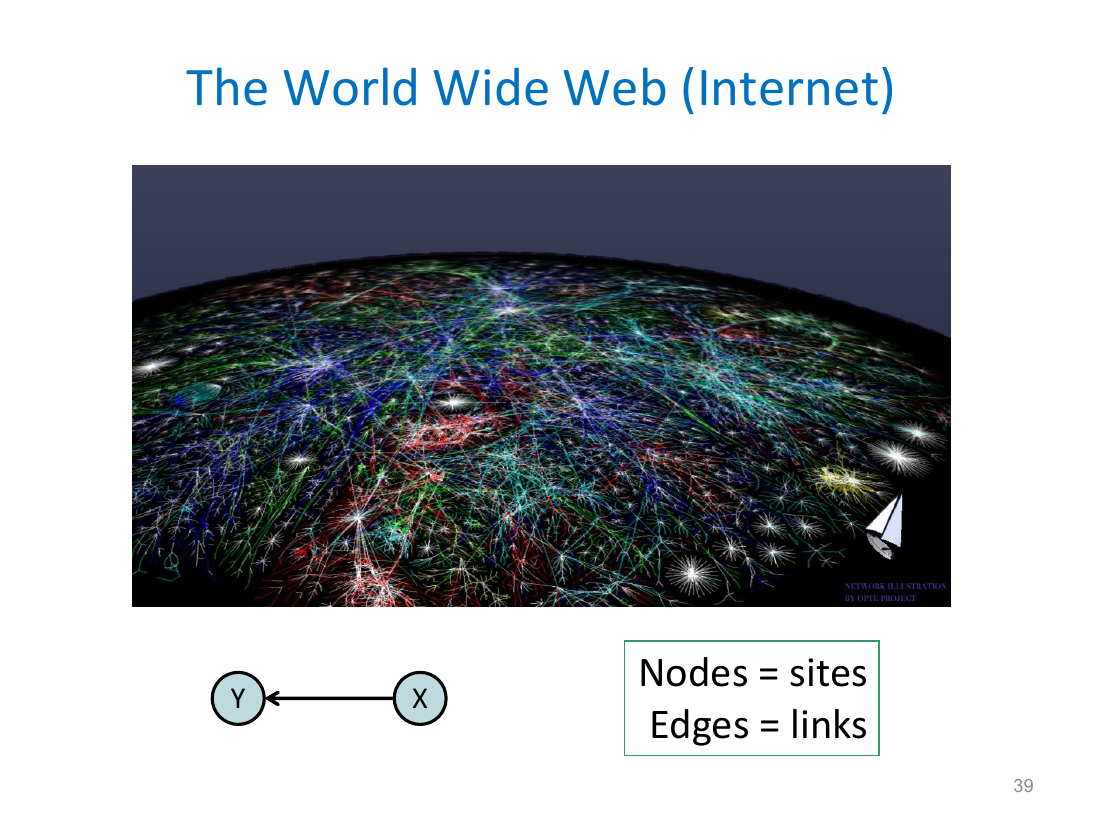 The World Wide Web (Internet)
NETWORK ILLUSTRATION
BY OPTE PROJECT
Y
X
Nodes = sites
Edges = links
39